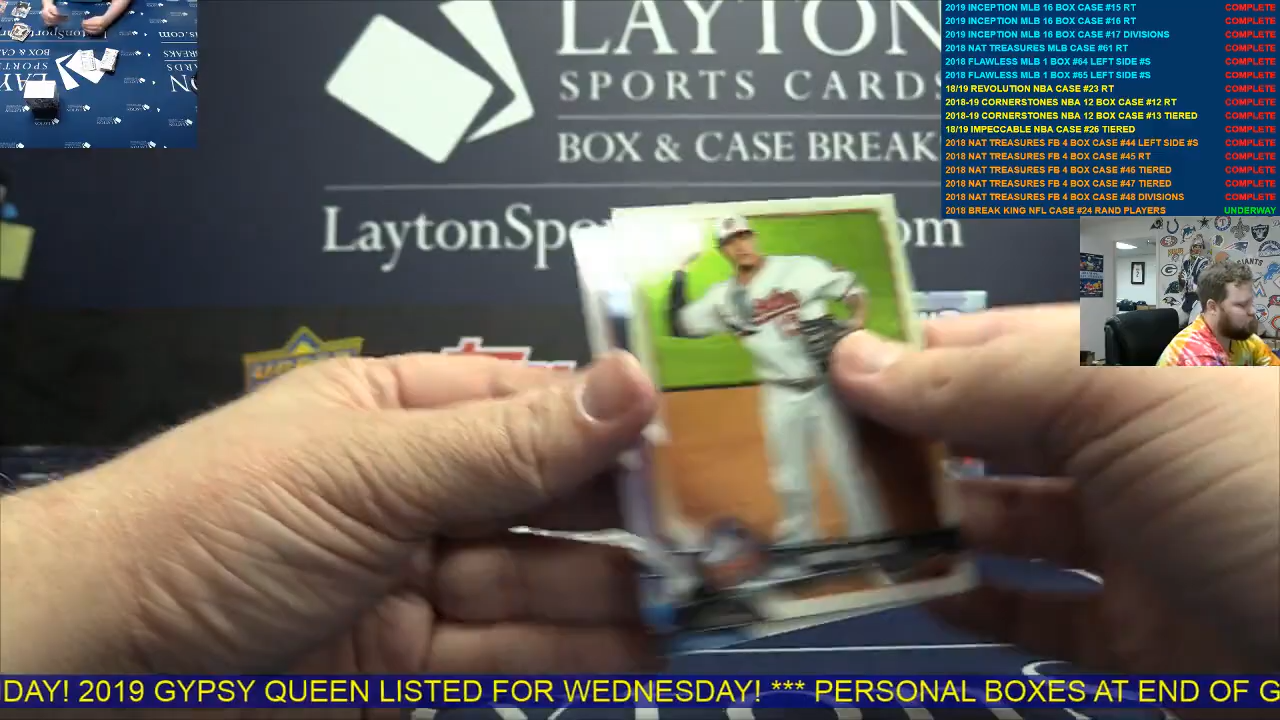 LAYTON
SPORTS CARDS
BOX & CASE BREAK
LaytonSpo om
2019 INCEPTION MLB 16 BOX CASE #15 RT COMPLETE
2019 INCEPTION MLB 16 BOX CASE #16 RT COMPLETE
2019 INCEPTION MLB 16 BOX CASE #17 DIVISIONS COMPLETE
2018 NAT TREASURES MLB CASE #61 RT COMPLETE
2018 FLAWLESS MLB 1 BOX #64 LEFT SIDE #S COMPLETE
2018 FLAWLESS MLB 1 BOX #65 LEFT SIDE #S COMPLETE
18/19 REVOLUTION NBA CASE #23 RT COMPLETE
2018-19 CORNERSTONES NBA 12 BOX CASE #12 RT COMPLETE
2018-19 CORNERSTONES NBA 12 BOX CASE #13 TIERED COMPLETE
18/19 IMPECCABLE NBA CASE #26 TIERED COMPLETE
2018 NAT TREASURES FB 4 BOX CASE #44 LEFT SIDE #S COMPLETE
2018 NAT TREASURES FB 4 BOX CASE #45 RT COMPLETE
2018 NAT TREASURES FB 4 BOX CASE #46 TIERED COMPLETE
2018 NAT TREASURES FB 4 BOX CASE #47 TIERED COMPLETE
2018 NAT TREASURES FB 4 BOX CASE #48 DIVISIONS COMPLETE
2018 BREAK KING NFL CASE #24 RAND PLAYERS UNDERWAY
DAY! 2019 GYPSY QUEEN LISTED FOR WEDNESDAY! *** PERSONAL BOXES AT END OF G